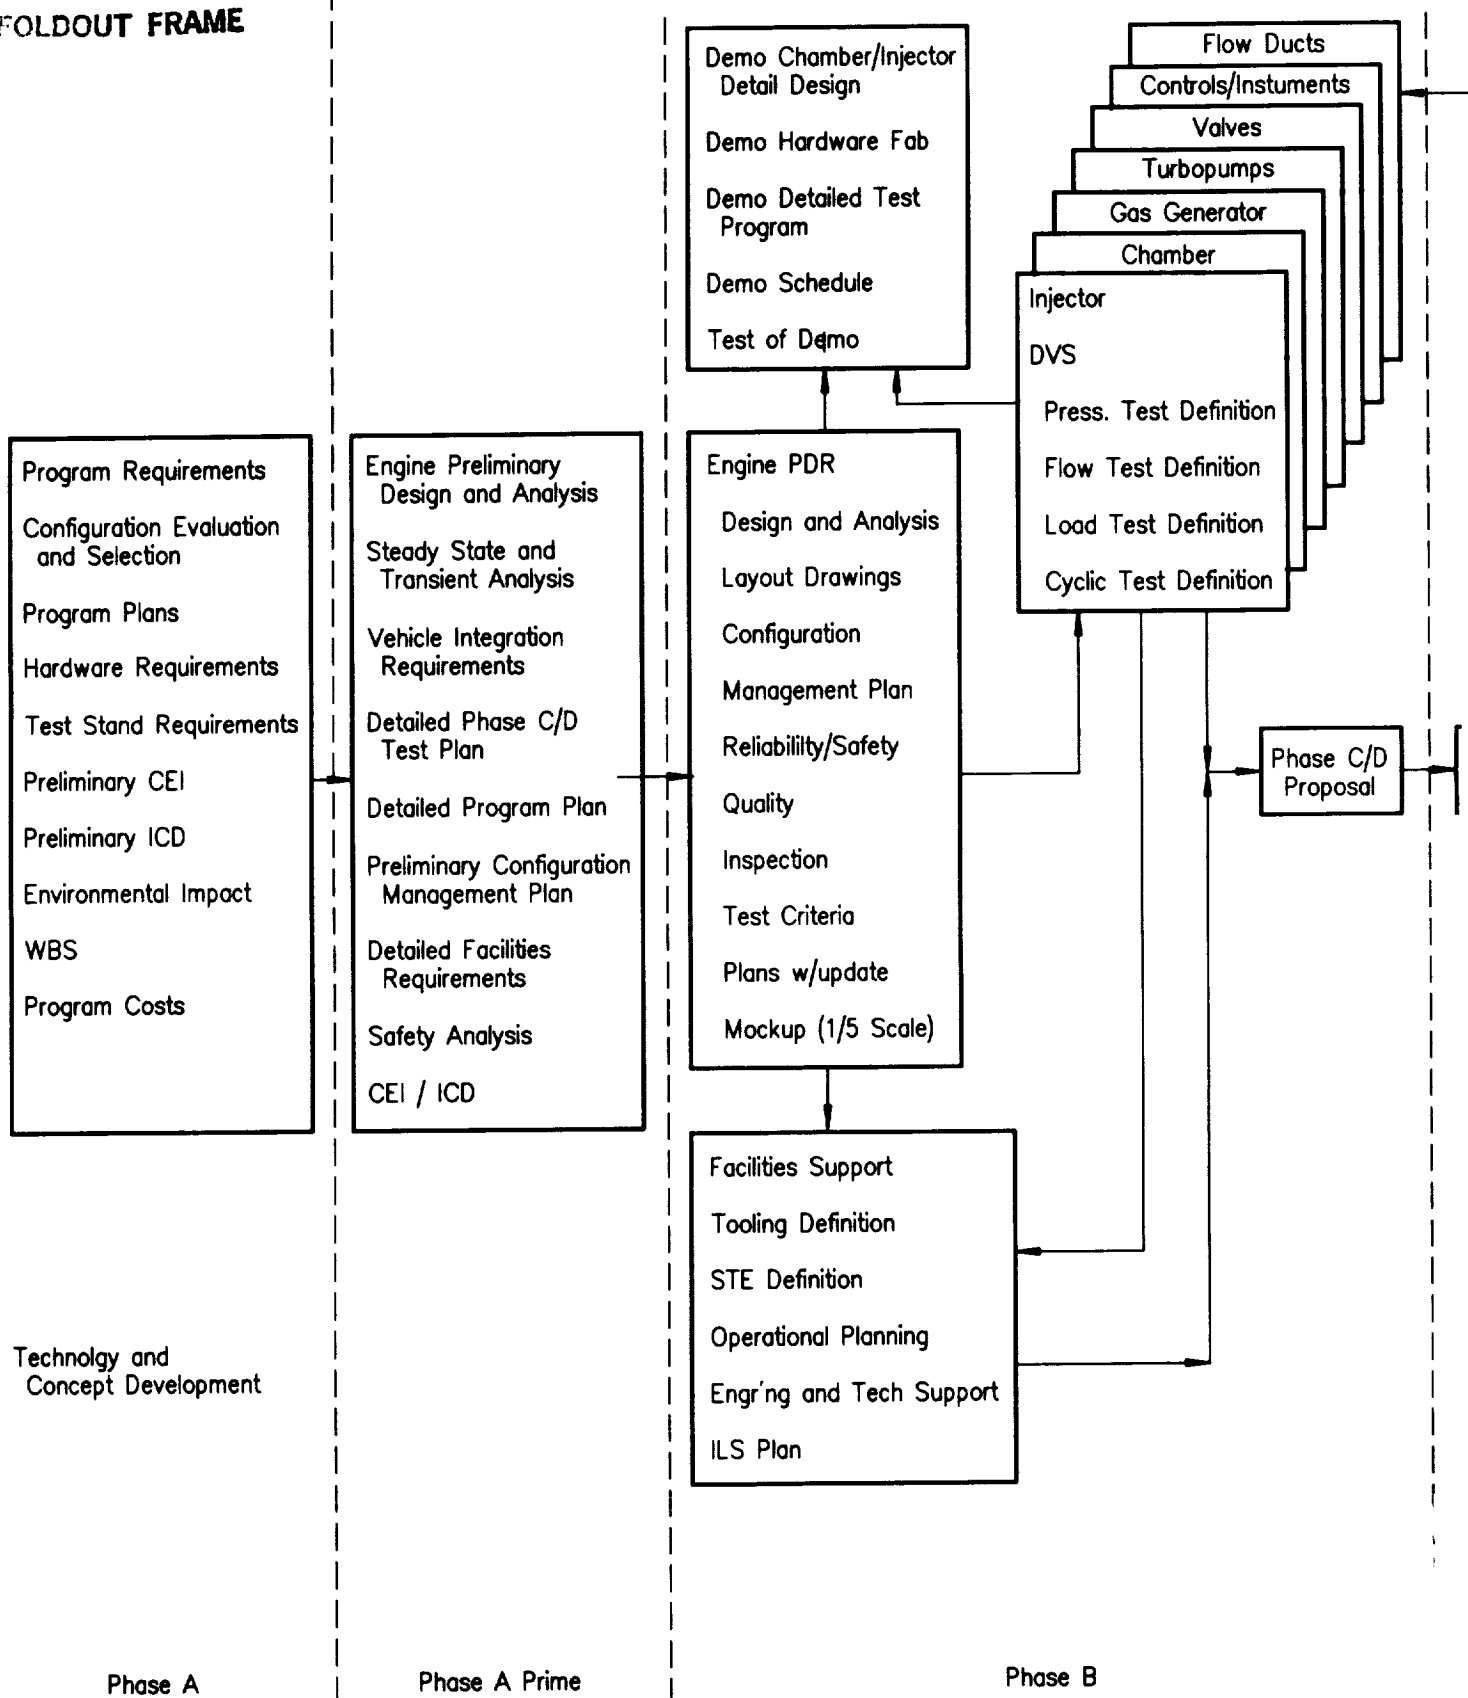 FOLDOUT FRAME
Program Requirements
Configuration Evaluation
and Selection
Program Plans
Hardware Requirements
Test Stand Requirements
Preliminary CEI
Preliminary ICD
Environmental Impact
WBS
Program Costs
Technolgy and
Concept Development
Phase A
Engine Preliminary
Design and Analysis
Steady State and
Transient Analysis
Vehicle Integration
Requirements
Detailed Phase C/D
Test Plan
Detailed Program Plan
Preliminary Configuration
Management Plan
Detailed Facilities
Requirements
Safety Analysis
CEI / ICD
Phase A Prime
Demo Chamber/Injector
Detail Design
Demo Hardware Fab
Demo Detailed Test
Program
Demo Schedule
Test of Demo
Engine PDR
Design and Analysis
Layout Drawings
Configuration
Management Plan
Reliabililty/Safety
Quality
Inspection
Test Criteria
Plans w/update
Mockup (1/5 Scale)
Facilities Support
Tooling Definition
STE Definition
Operational Planning
Engr'ng and Tech Support
ILS Plan
Flow Ducts
Controls/Instuments
Valves
Turbopumps
Gas Generator
Chamber
Injector
DVS
Press. Test Definition
Flow Test Definition
Load Test Definition
Cyclic Test Definition
Phase C/D
Proposal
Phase B